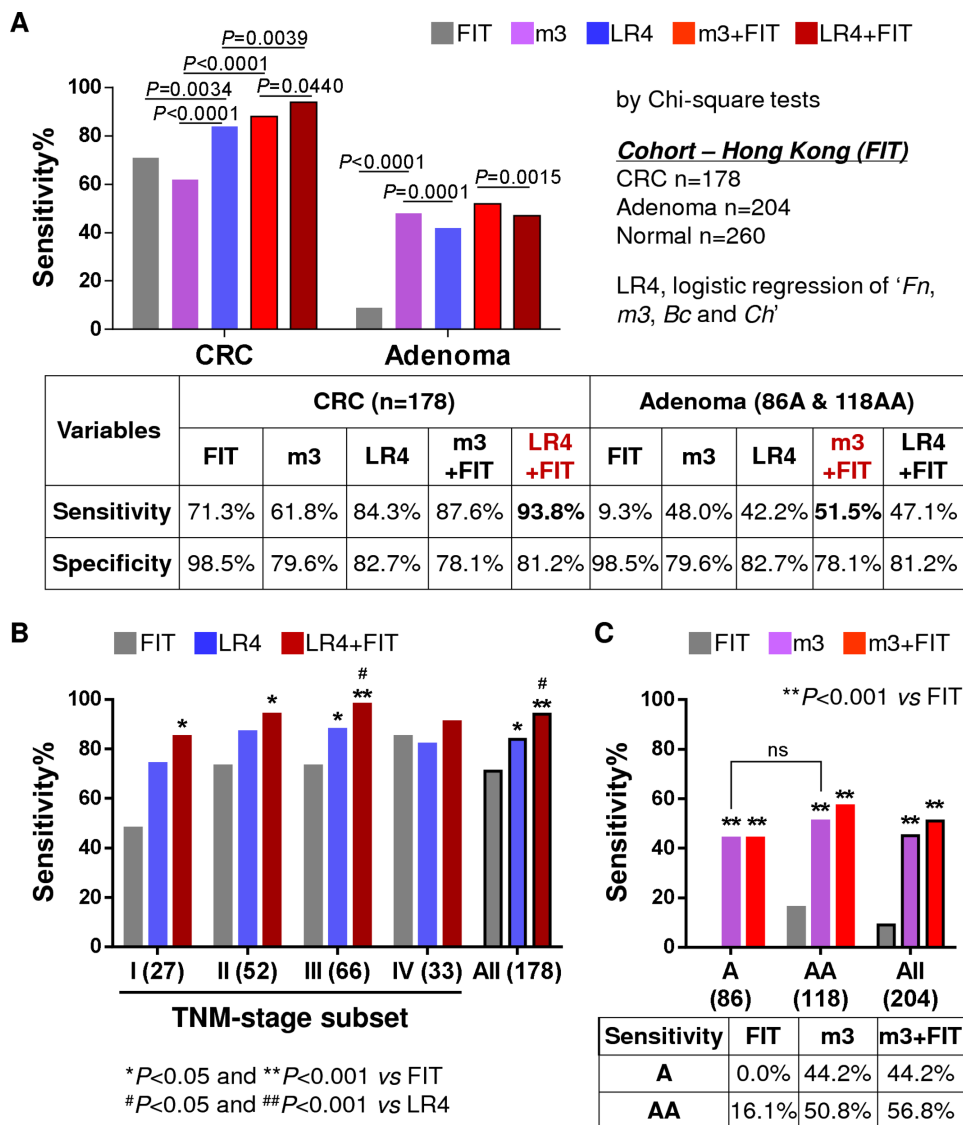 A
FIT m3 LR4 m3+FIT LR4+FIT
P=0.0039
P<0.0001
P=0.0034
P=0.0440
P<0.0001
P<0.0001
P=0.0001
P=0.0015
Sensitivity%
100
80
60
40
20
0
CRC
Adenoma
by Chi-square tests
Cohort – Hong Kong (FIT)
CRC n=178
Adenoma n=204
Normal n=260
LR4, logistic regression of ‘Fn,
m3, Bc and Ch’
Variables CRC (n=178) Adenoma (86A & 118AA)
FIT m3 LR4 m3 +FIT LR4 +FIT FIT m3 LR4 m3 +FIT LR4 +FIT
Sensitivity 71.3% 61.8% 84.3% 87.6% 93.8% 9.3% 48.0% 42.2% 51.5% 47.1%
Specificity 98.5% 79.6% 82.7% 78.1% 81.2% 98.5% 79.6% 82.7% 78.1% 81.2%
B
FIT LR4 LR4+FIT
Sensitivity%
100
80
60
40
20
0
* * * # ** * # **
I (27) II (52) III (66) IV (33) All (178)
TNM-stage subset
*P<0.05 and **P<0.001 vs FIT
#P<0.05 and ##P<0.001 vs LR4
C
FIT m3 m3+FIT
**P<0.001 vs FIT
Sensitivity%
100
80
60
40
20
0
ns
** ** ** ** ** **
A AA All
(86) (118) (204)
Sensitivity FIT m3 m3+FIT
A 0.0% 44.2% 44.2%
AA 16.1% 50.8% 56.8%